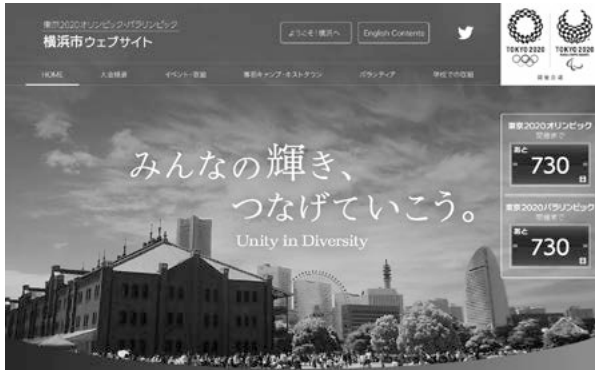 東京2020オリンピック・パラリンピック
横浜市ウェブサイト
ようこそ!横浜へ
English Contents
TOKYO 2020
TOKYO 2020
開催都市
HOME
大会概要
イベント・取組
事前キャンプ・ホストタウン
ボランティア
学校での取組
みんなの輝き、
つなげていこう。
Unity in Diversity
東京2020オリンピック
開催まで
あと
730
日
東京2020パラリンピック
開催まで
あと
730
日